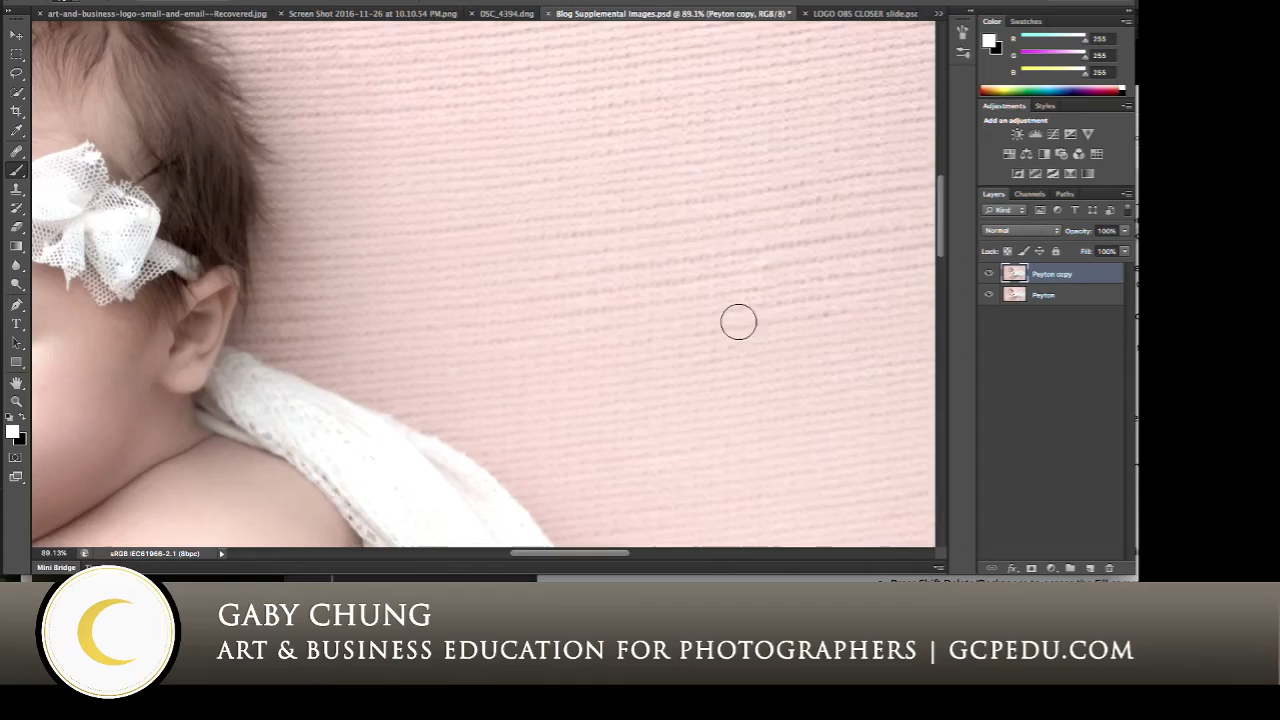 art-and-business-logo-small-and-email--Recovered.jpg
Screen Shot 2016-11-26 at 10.10.54 PM.png
DSC_4394.dng
Blog Supplemental Images.psd @ 89.1% (Peyton copy, RGB/8) *
LOGO OBS CLOSER slide.psd
Color
Swatches
R 255
G 255
B 255
Adjustments
Styles
Add an adjustment
Layers
Channels
Paths
Kind
Normal
Opacity: 100%
Lock:
Fill: 100%
Peyton copy
Peyton
89.13%
sRGB IEC61966-2.1 (8bpc)
Mini Bridge
GABY CHUNG
ART & BUSINESS EDUCATION FOR PHOTOGRAPHERS | GCPEDU.COM